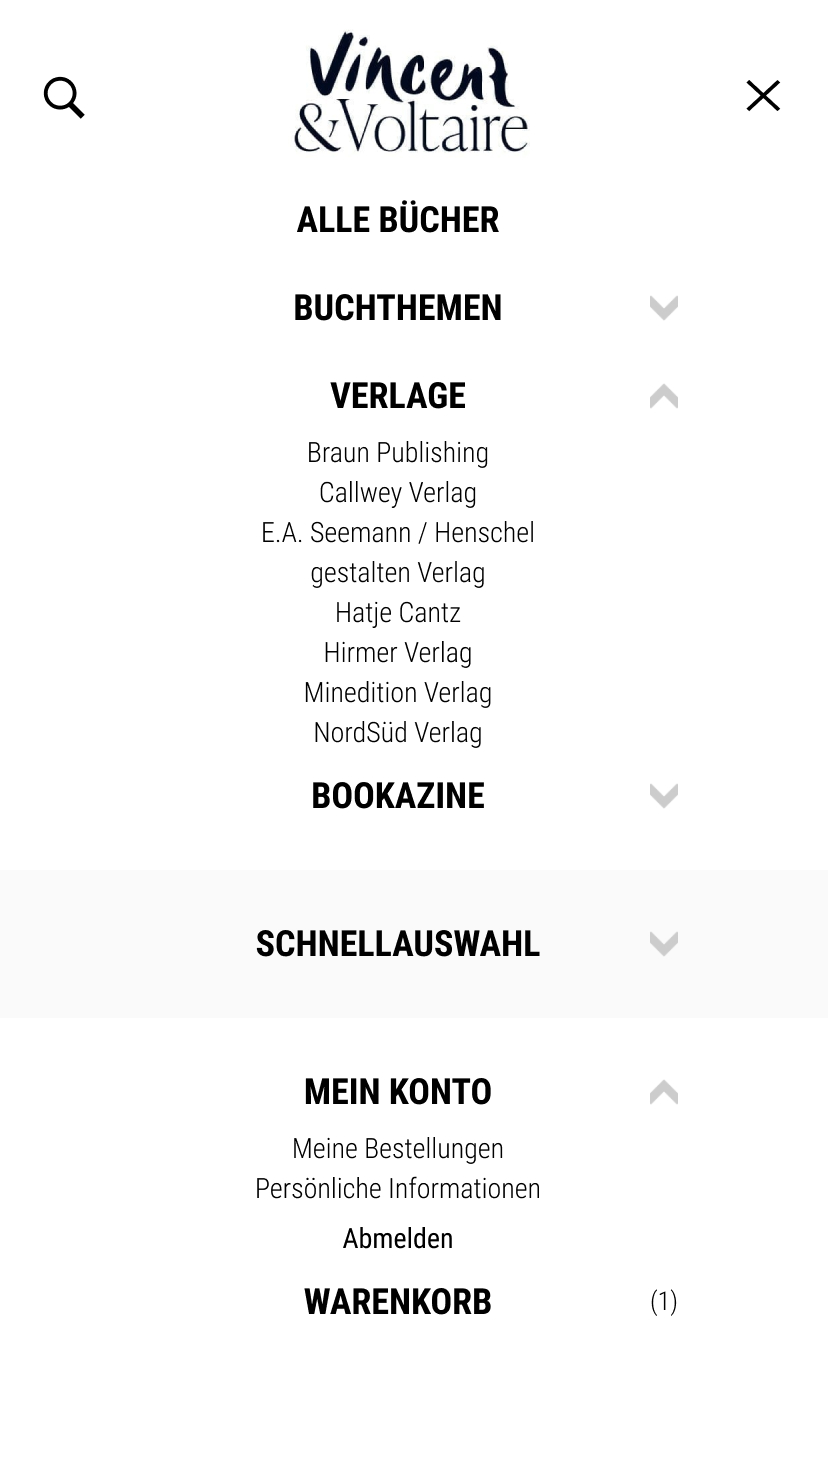 Vincent
&Voltaire
ALLE BÜCHER
BUCHTHEMEN
VERLAGE
Braun Publishing
Callwey Verlag
E.A. Seemann / Henschel
gestalten Verlag
Hatje Cantz
Hirmer Verlag
Minedition Verlag
NordSüd Verlag
BOOKAZINE
SCHNELLAUSWAHL
MEIN KONTO
Meine Bestellungen
Persönliche Informationen
Abmelden
WARENKORB (1)